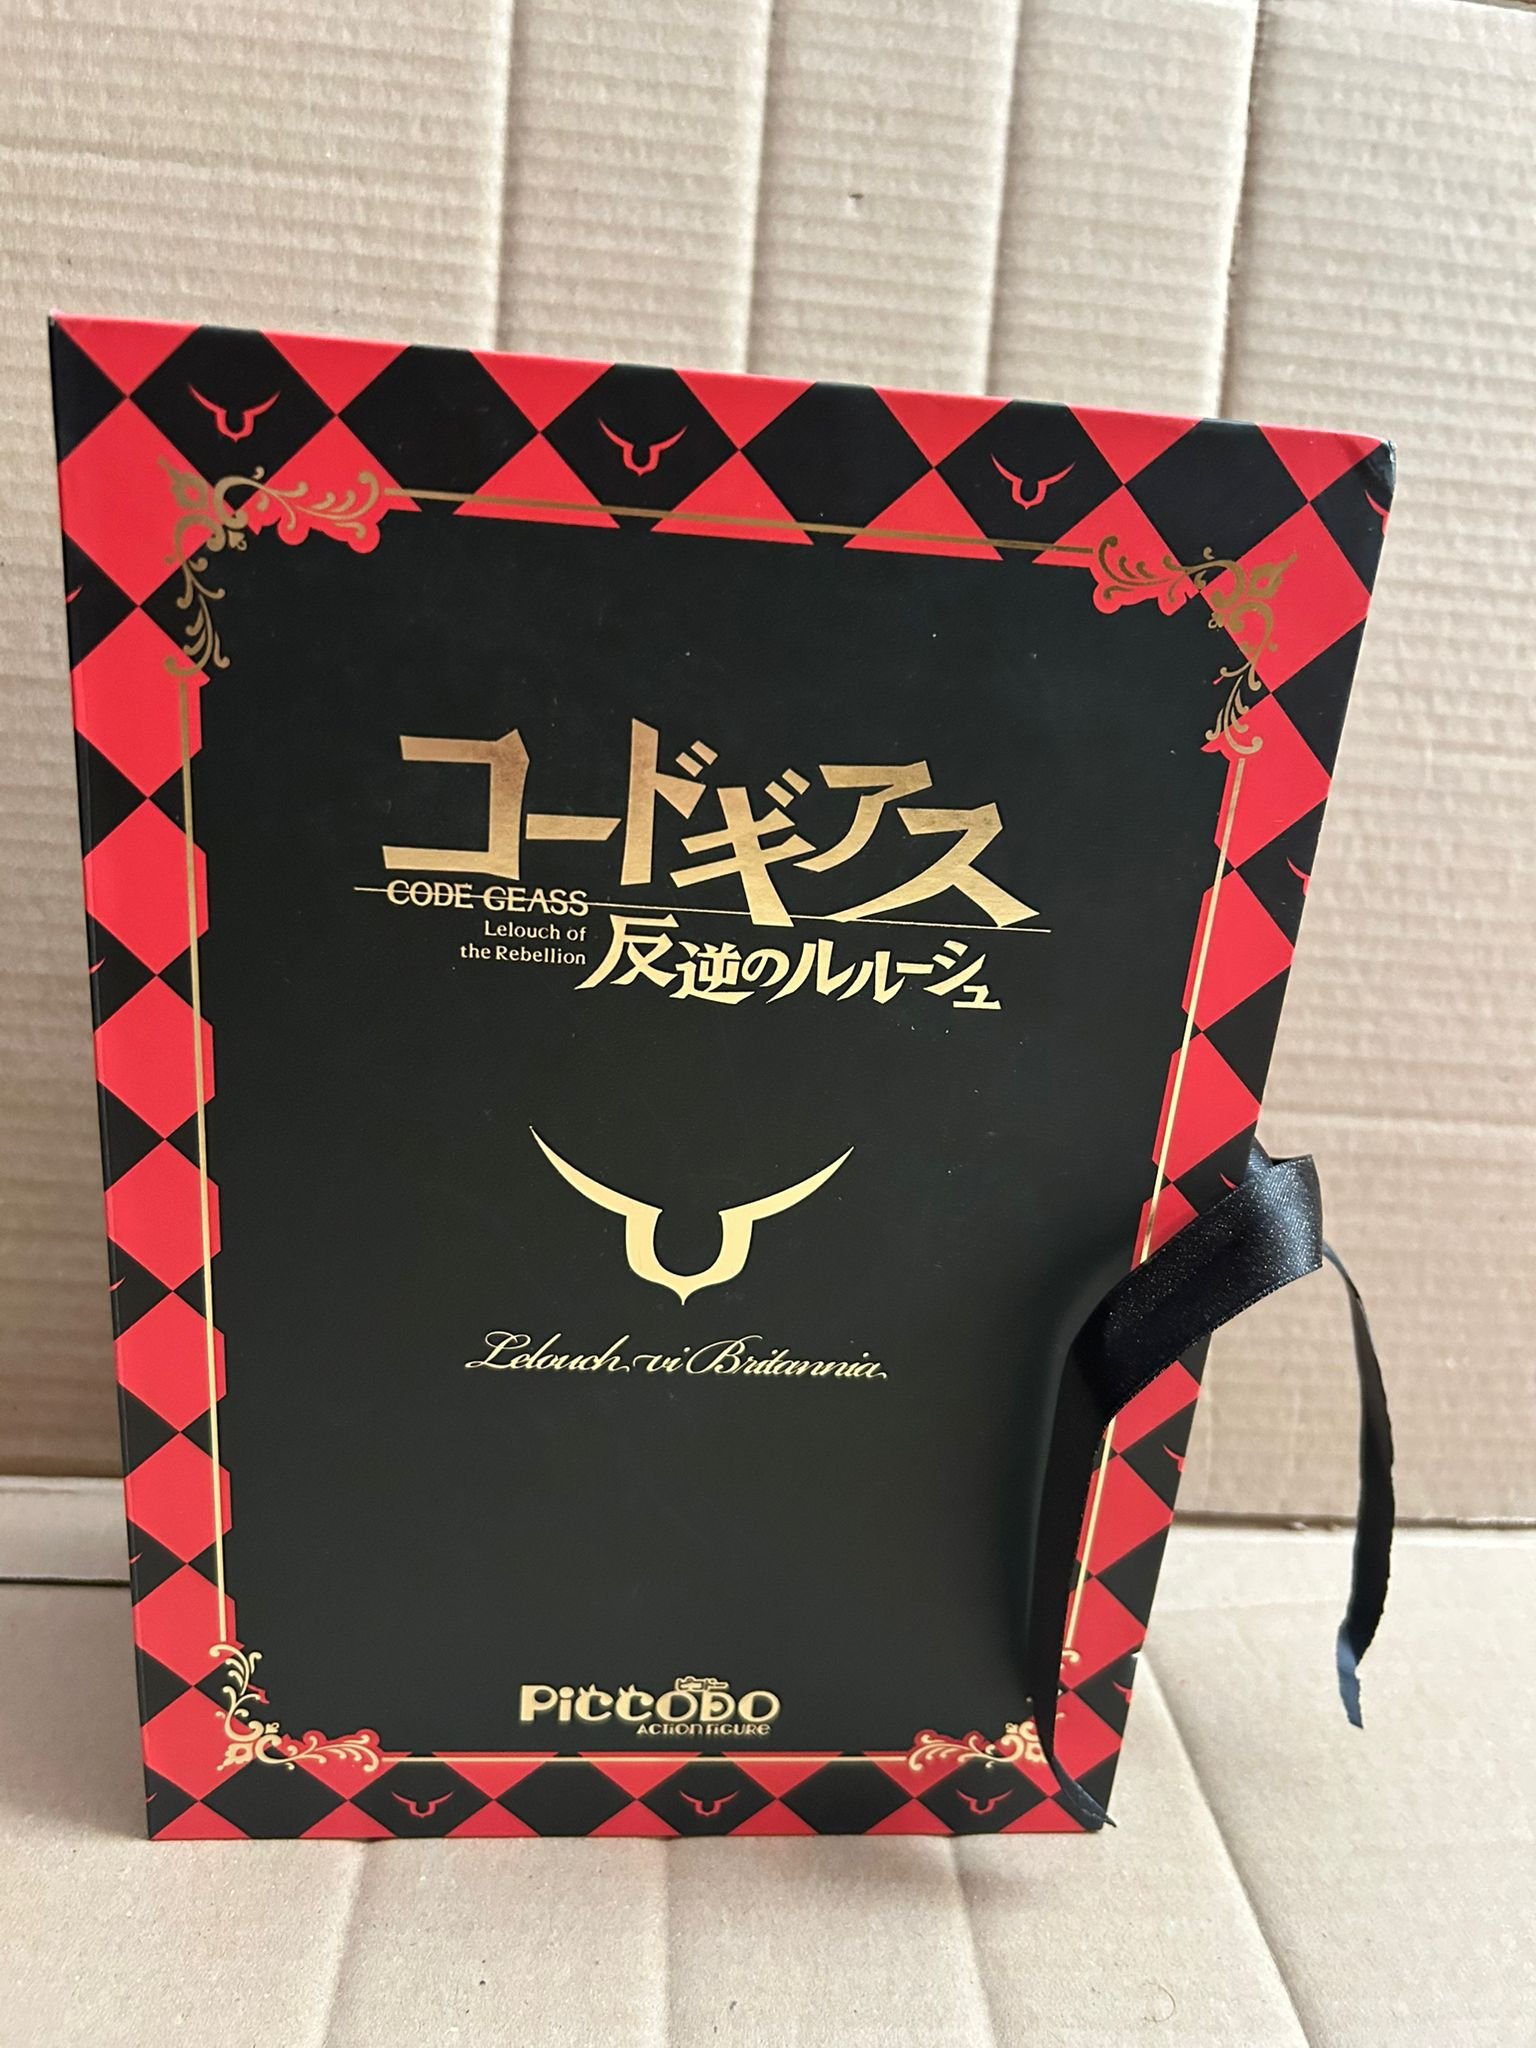 コードギアス
CODE GEASS
Lelouch of
the Rebellion
反逆のルルーシュ
Lelouch vi Britannia
ピコドー
PiCCODO
ACTION FIGURE